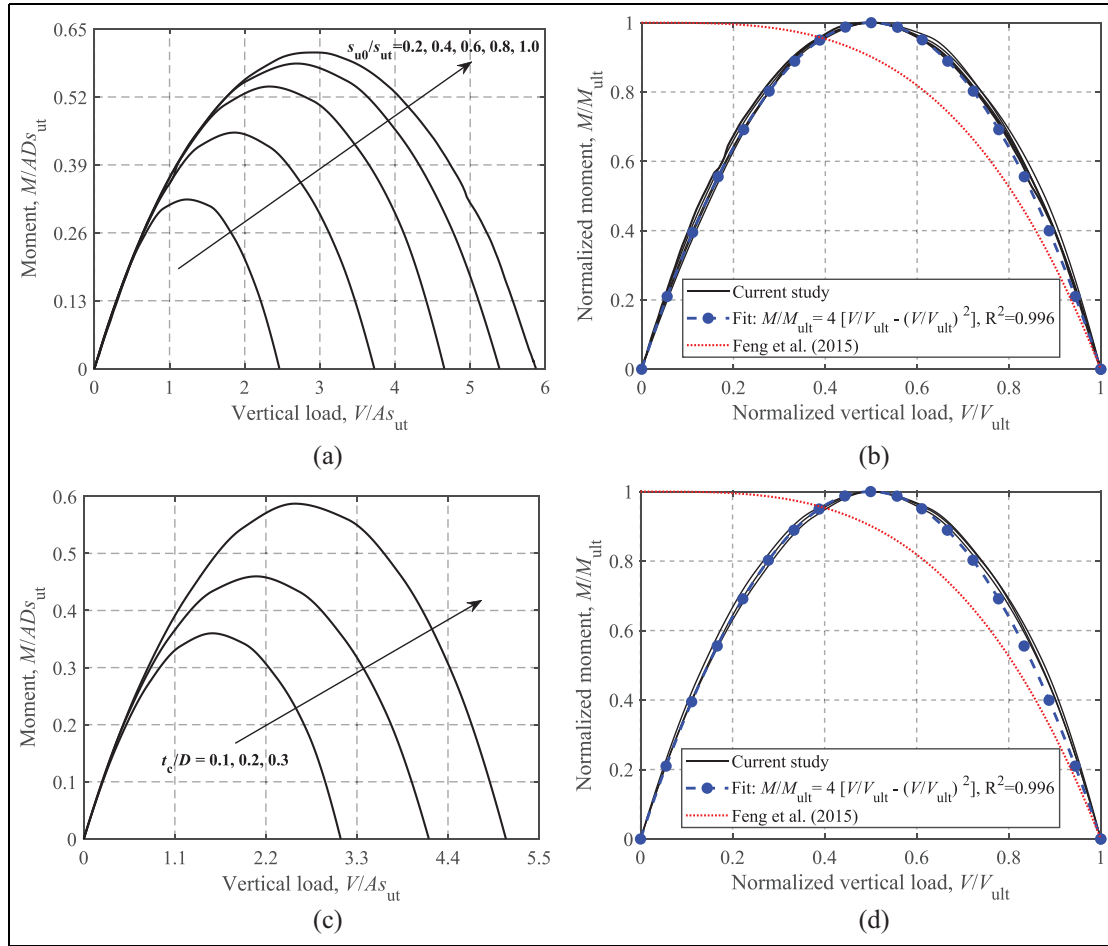 0.65
0.52
0.39
0.26
0.13
0
Moment, M/ADs_ut
s_u0/s_ut=0.2, 0.4, 0.6, 0.8, 1.0
0 1 2 3 4 5 6
Vertical load, V/As_ut
(a)
1
0.8
0.6
0.4
0.2
0
Normalized moment, M/M_ult
Current study
Fit: M/M_ult= 4 [V/V_ult - (V/V_ult) ^2], R^2=0.996
Feng et al. (2015)
0 0.2 0.4 0.6 0.8 1
Normalized vertical load, V/V_ult
(b)
0.6
0.5
0.4
0.3
0.2
0.1
0
Moment, M/ADs_ut
t_c/D = 0.1, 0.2, 0.3
0 1.1 2.2 3.3 4.4 5.5
Vertical load, V/As_ut
(c)
1
0.8
0.6
0.4
0.2
0
Normalized moment, M/M_ult
Current study
Fit: M/M_ult= 4 [V/V_ult - (V/V_ult) ^2], R^2=0.996
Feng et al. (2015)
0 0.2 0.4 0.6 0.8 1
Normalized vertical load, V/V_ult
(d)